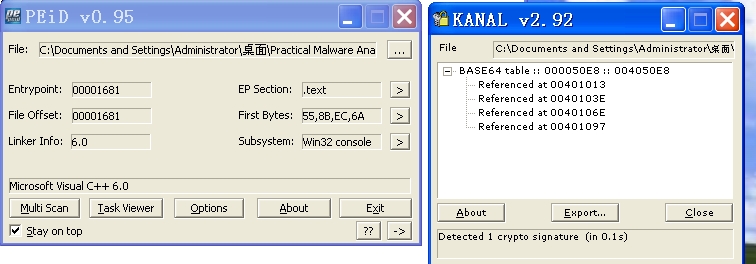 PEiD v0.95
File: C:\Documents and Settings\Administrator\桌面\Practical Malware Ana ...
Entrypoint: 00001681 EP Section: .text >
File Offset: 00001681 First Bytes: 55,8B,EC,6A >
Linker Info: 6.0 Subsystem: Win32 console >
Microsoft Visual C++ 6.0
Multi Scan Task Viewer Options About Exit
Stay on top ?? ->
KANAL v2.92
File C:\Documents and Settings\Administrator\桌面\
BASE64 table :: 000050E8 :: 004050E8
Referenced at 00401013
Referenced at 0040103E
Referenced at 0040106E
Referenced at 00401097
About Export... Close
Detected 1 crypto signature (in 0.1s)